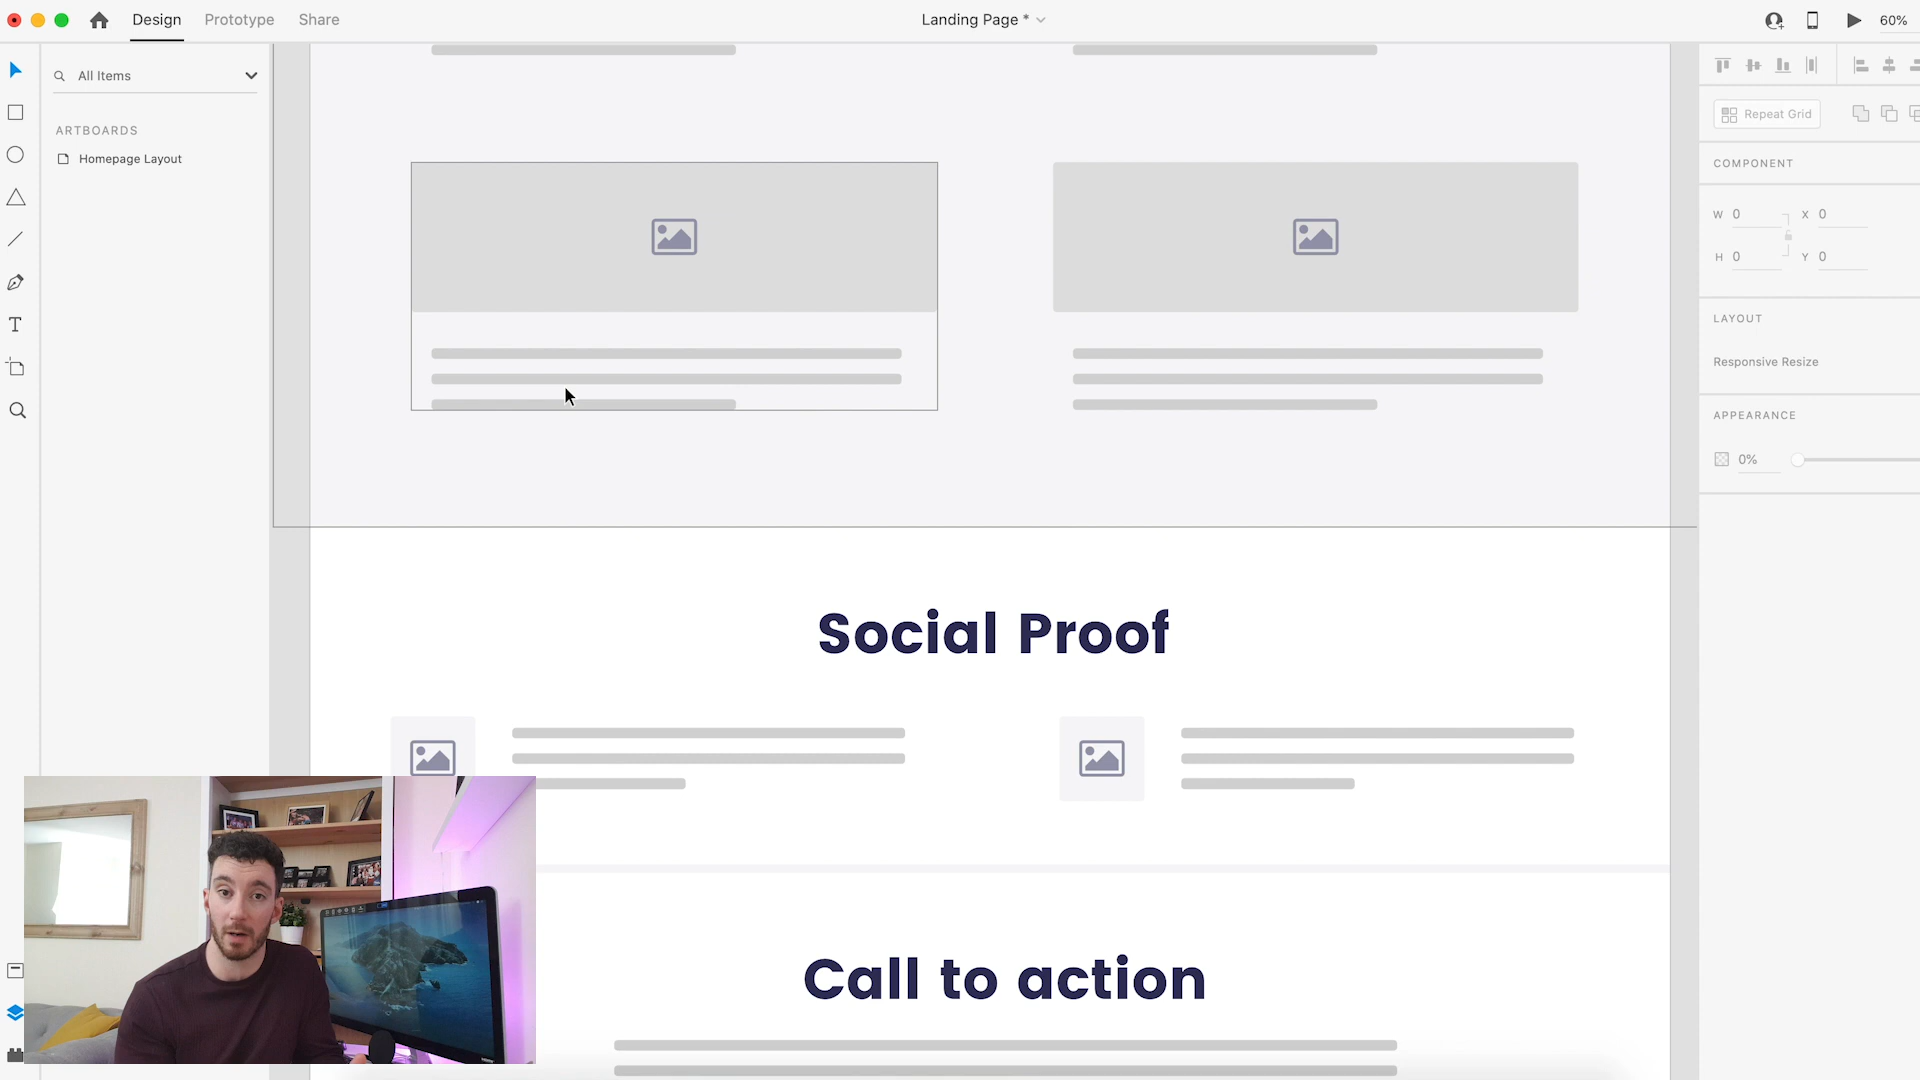 Design Prototype Share Landing Page * 60%
All Items
ARTBOARDS
Homepage Layout
Repeat Grid
COMPONENT
W 0 X 0
H 0 Y 0
LAYOUT
Responsive Resize
APPEARANCE
0%
Social Proof
Call to action